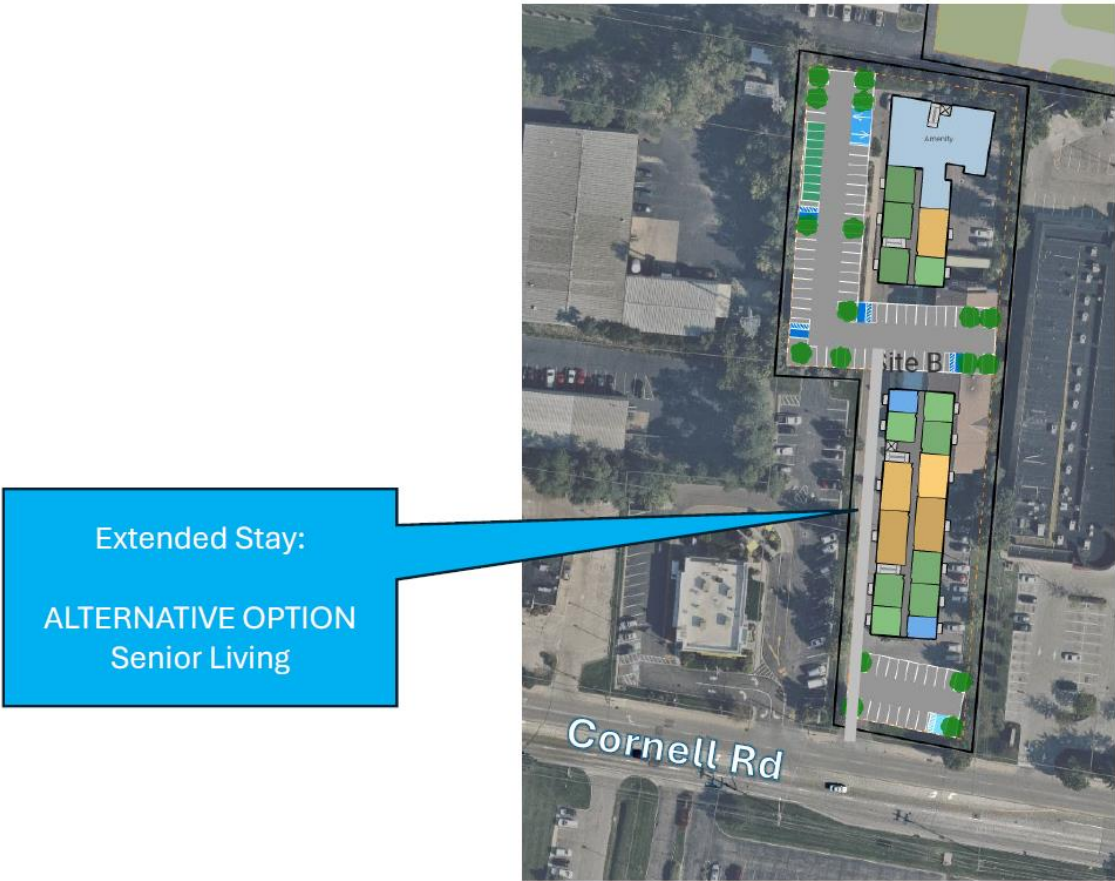 Amenity
Site B
Extended Stay:
ALTERNATIVE OPTION
Senior Living
Cornell Rd